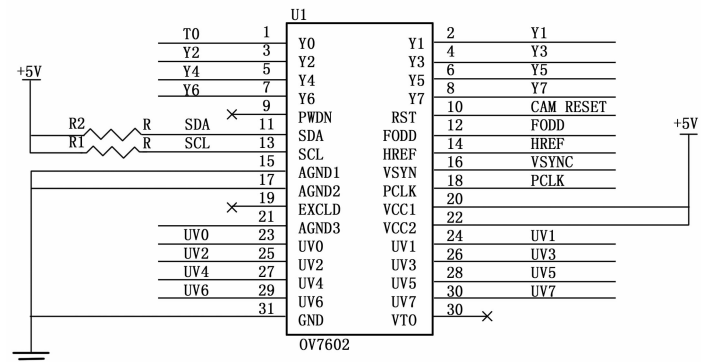 U1
T0 1 Y0 Y1 2 Y1
Y2 3 Y2 Y3 4 Y3
Y4 5 Y4 Y5 6 Y5
Y6 7 Y6 Y7 8 Y7
9 PWDN RST 10 CAM RESET
+5V
+5V
R2 R SDA 11 SDA FODD 12 FODD
R1 R SCL 13 SCL HREF 14 HREF
15 AGND1 VSYN 16 VSYNC
17 AGND2 PCLK 18 PCLK
19 EXCLD VCC1 20
21 AGND3 VCC2 22
UV0 23 UV0 UV1 24 UV1
UV2 25 UV2 UV3 26 UV3
UV4 27 UV4 UV5 28 UV5
UV6 29 UV6 UV7 30 UV7
31 GND VTO 30
OV7602